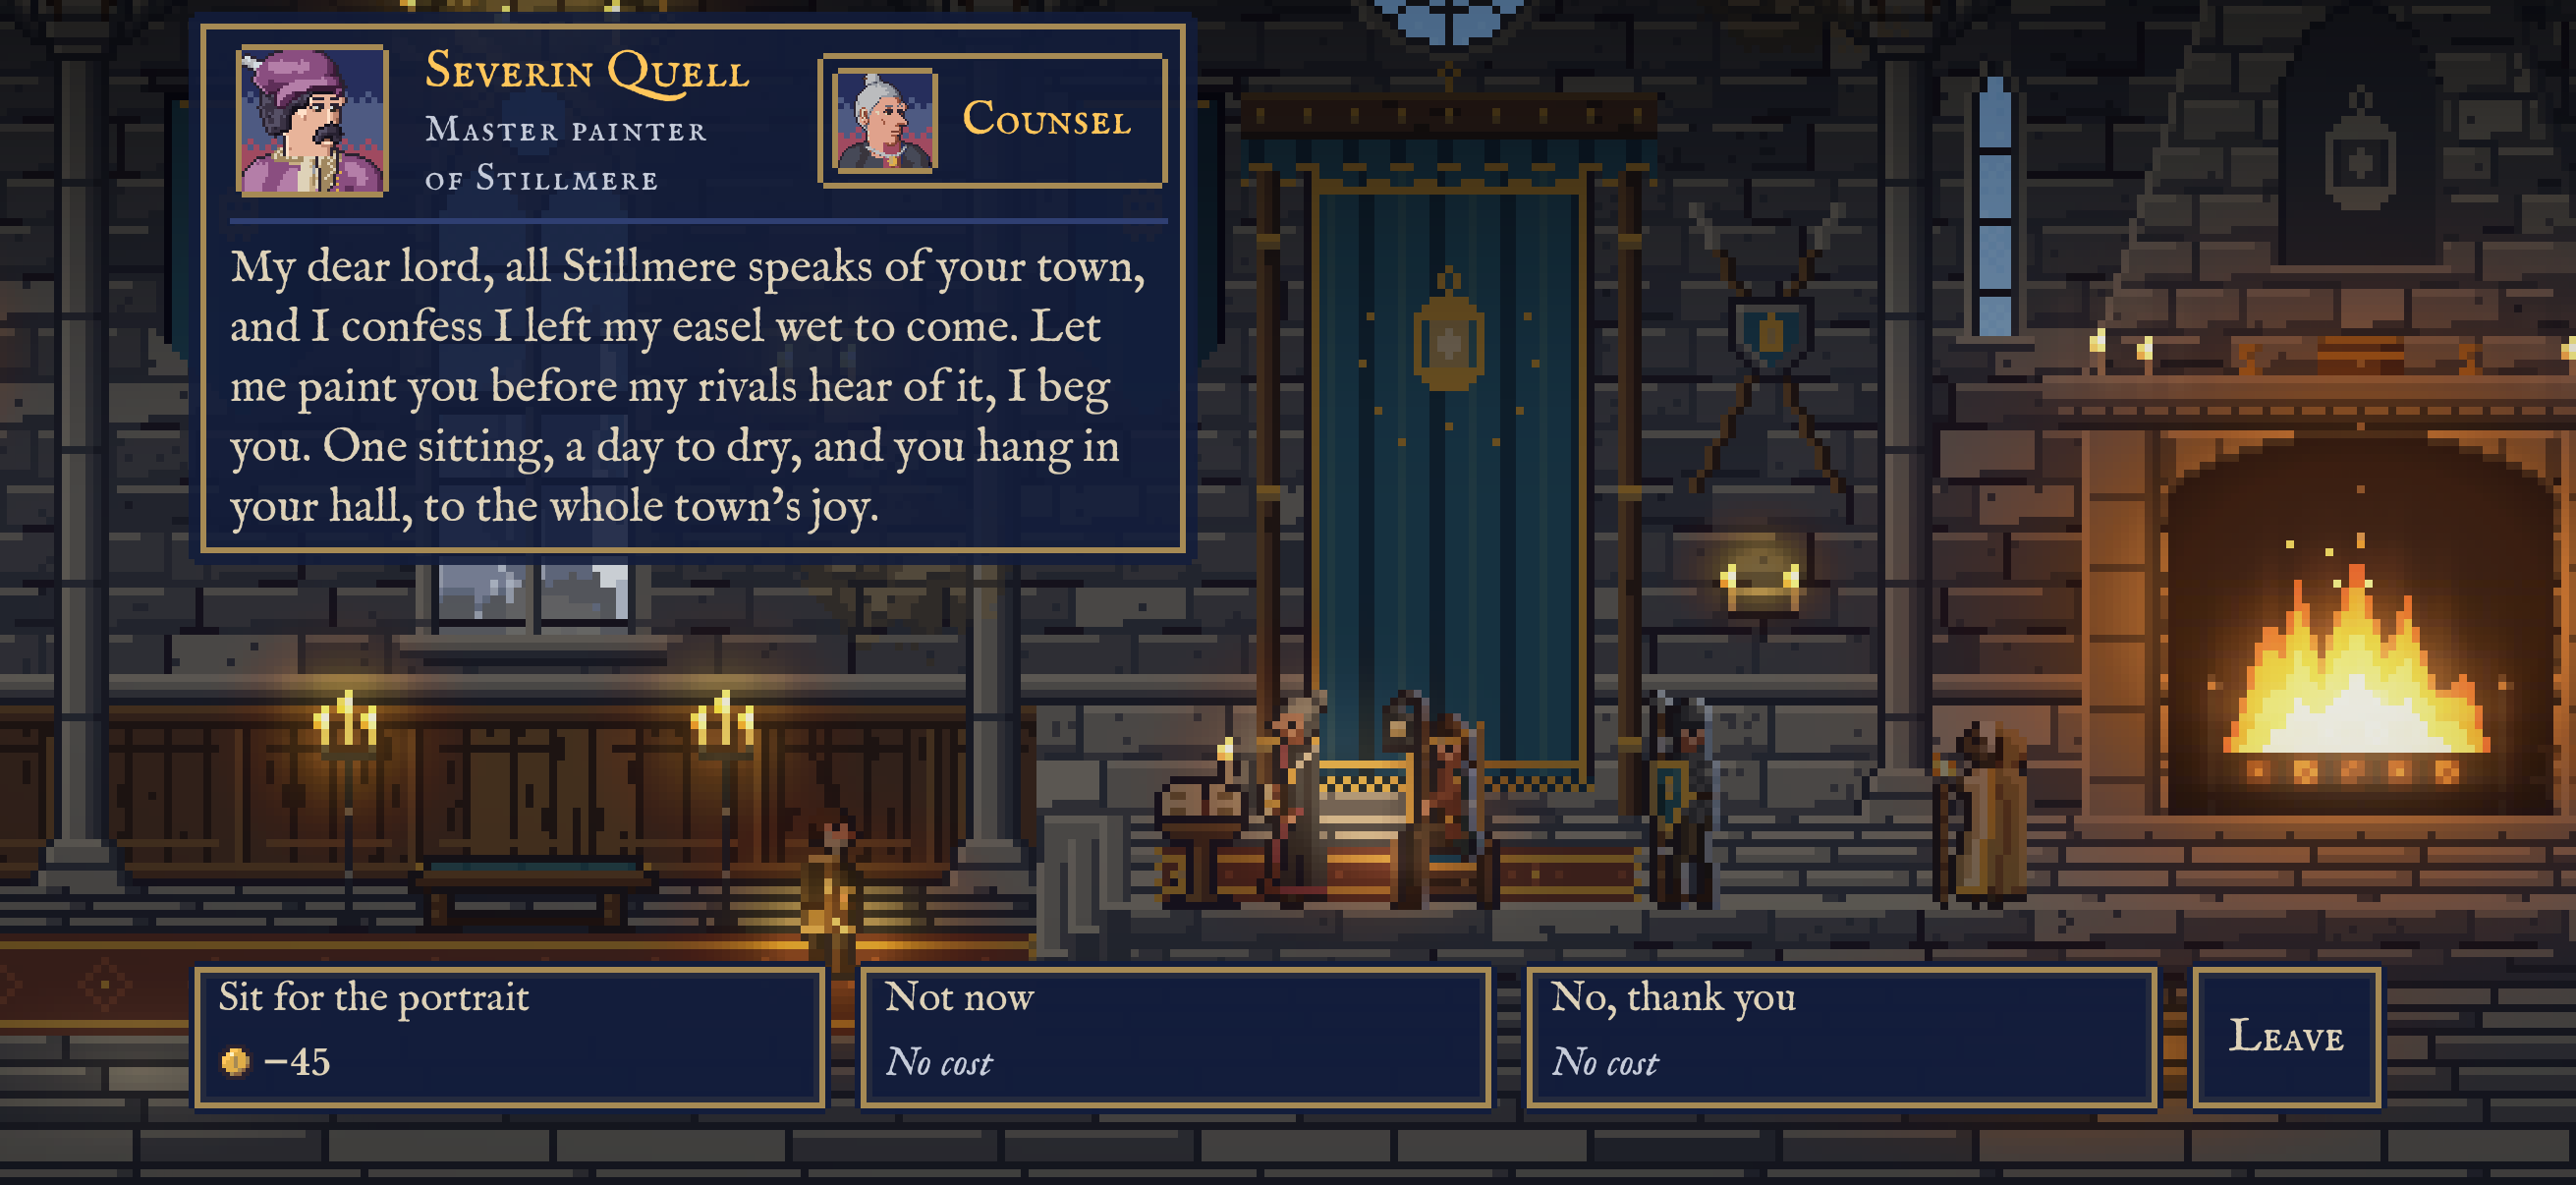 Severin Quell
Master painter
of Stillmere
Counsel
My dear lord, all Stillmere speaks of your town,
and I confess I left my easel wet to come. Let
me paint you before my rivals hear of it, I beg
you. One sitting, a day to dry, and you hang in
your hall, to the whole town's joy.
Sit for the portrait
−45
Not now
No cost
No, thank you
No cost
Leave